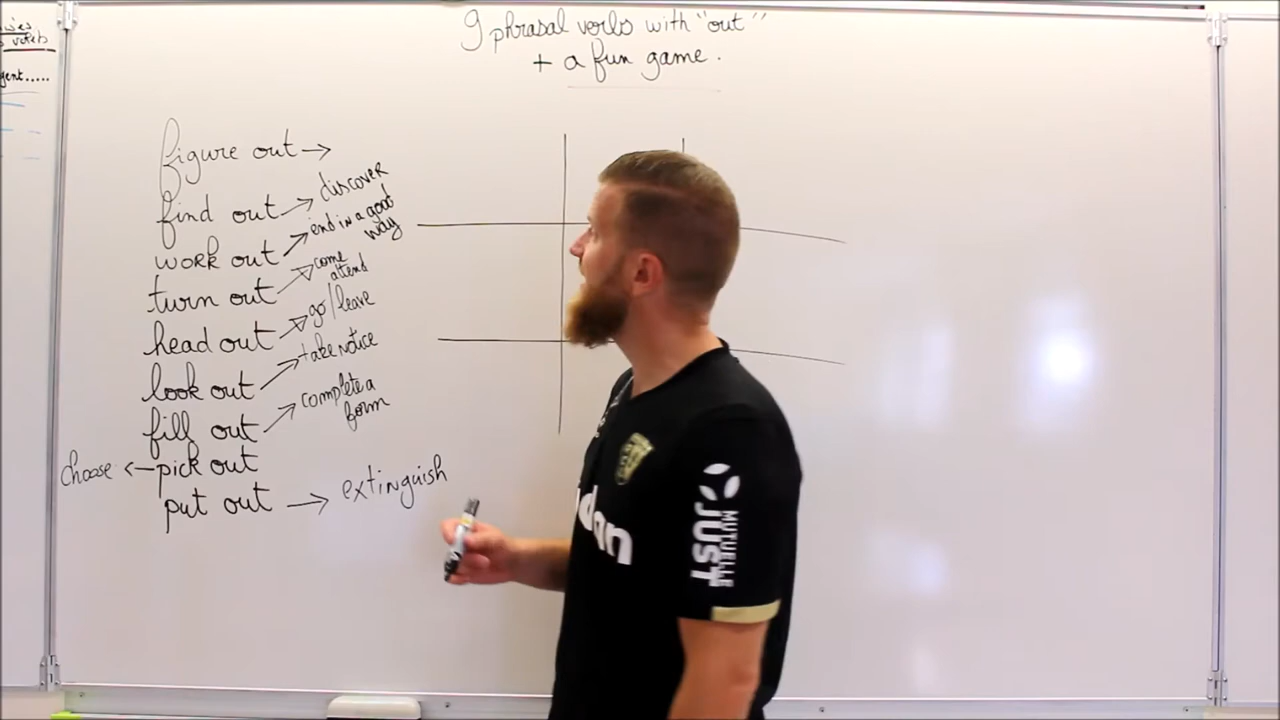 9 phrasal verbs with "out"
+ a fun game.
figure out →
find out → discover
work out → end in a good
way
turn out → come
attend
head out → go/leave
look out → take notice
fill out → complete a
form
choose ← pick out
put out → extinguish
MUTUELLE
JUST